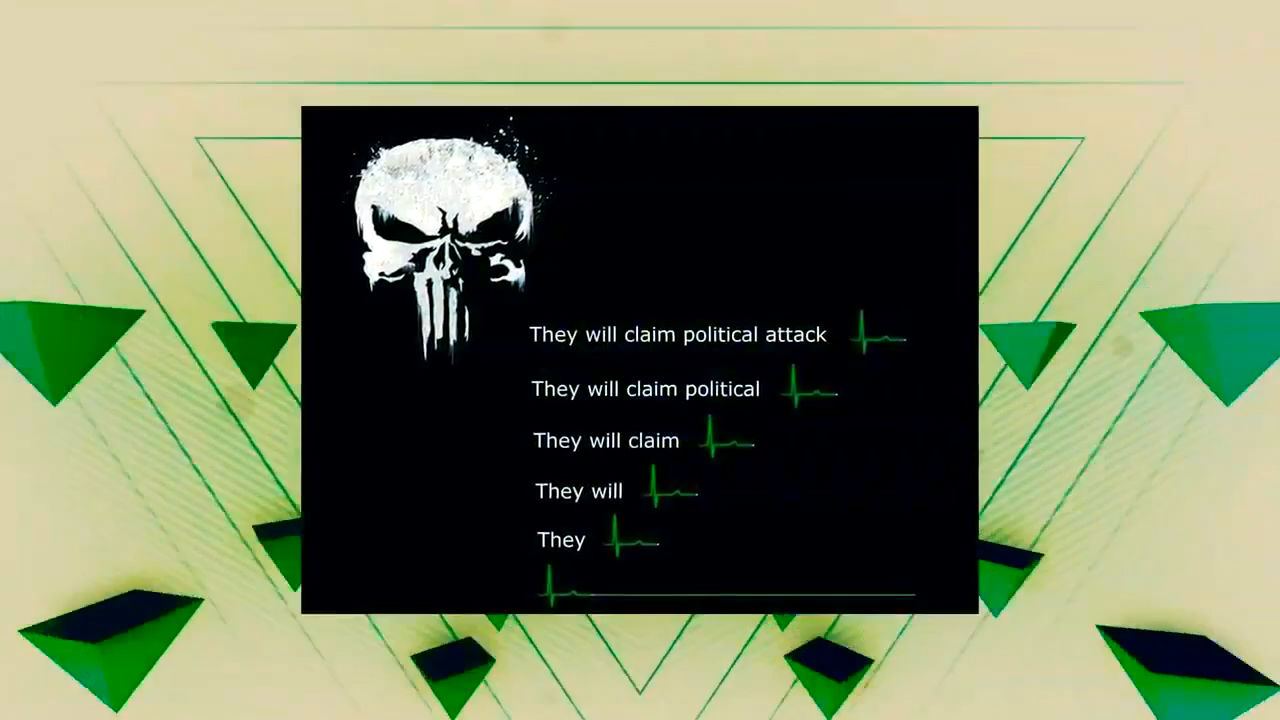 They will claim political attack
They will claim political
They will claim
They will
They